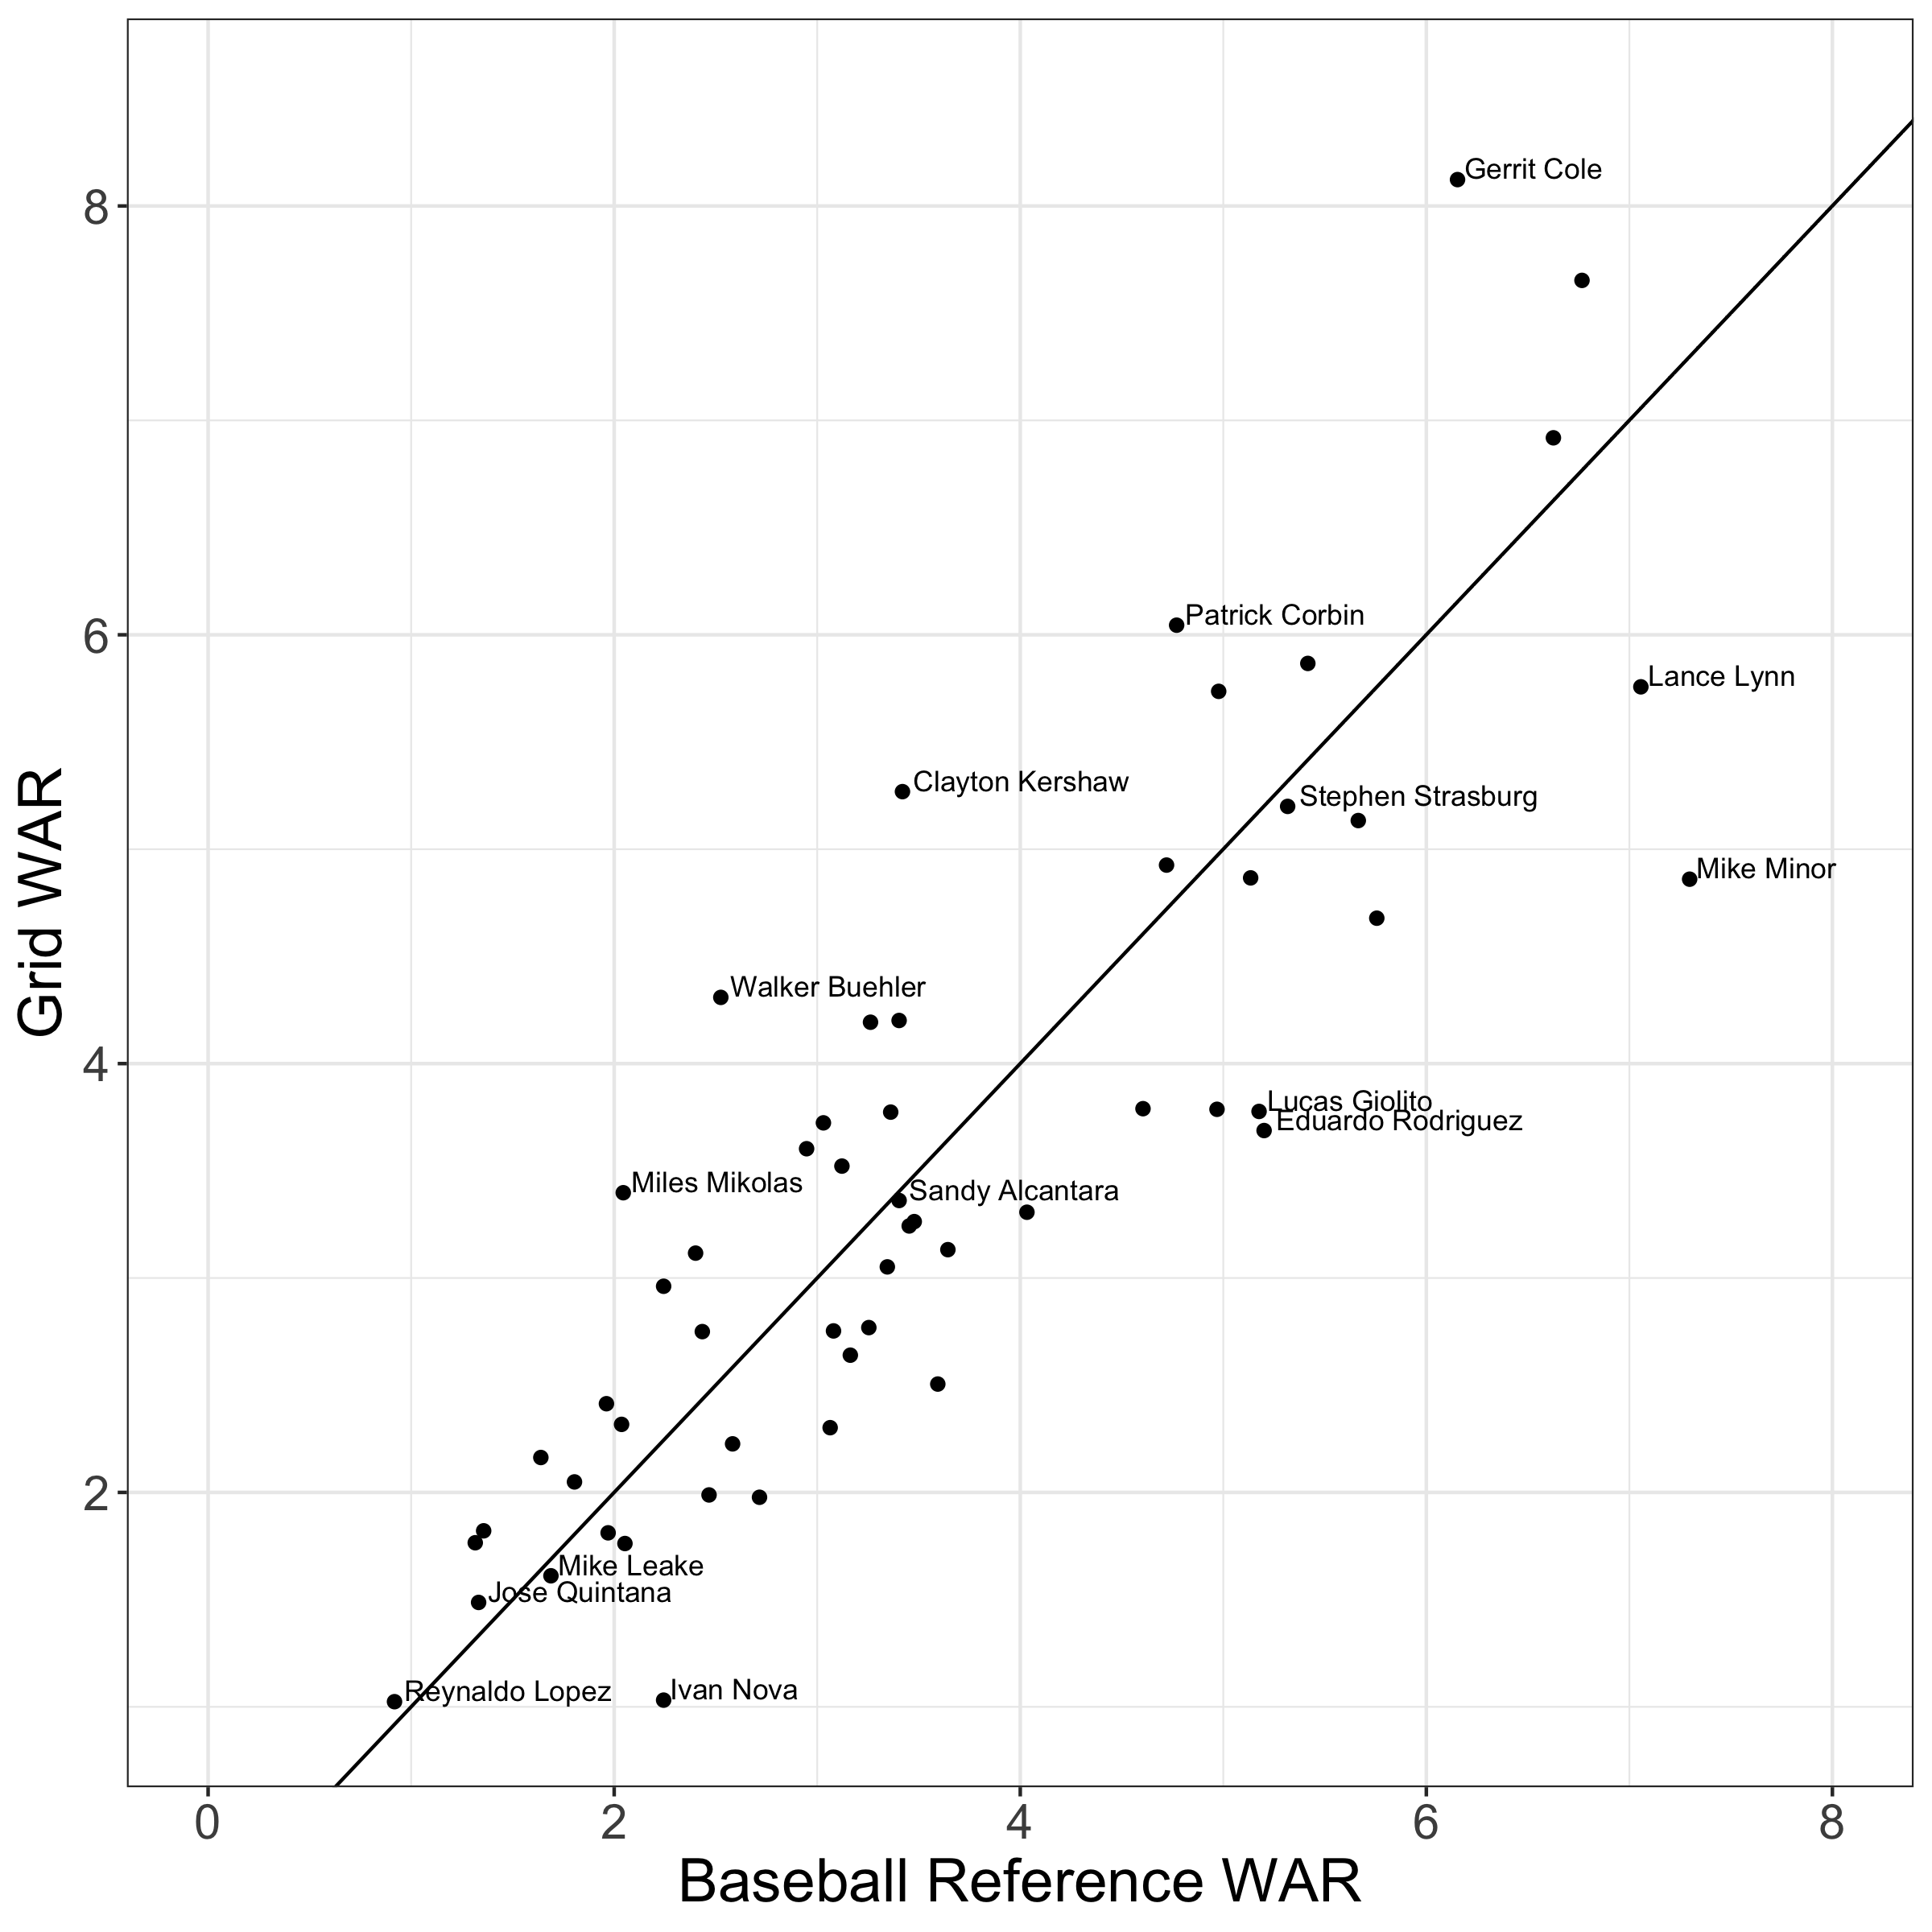 Gerrit Cole
Patrick Corbin
Lance Lynn
Clayton Kershaw
Stephen Strasburg
Mike Minor
Walker Buehler
Lucas Giolito
Eduardo Rodriguez
Miles Mikolas
Sandy Alcantara
Mike Leake
Jose Quintana
Reynaldo Lopez
Ivan Nova
8
6
4
2
Grid WAR
0 2 4 6 8
Baseball Reference WAR